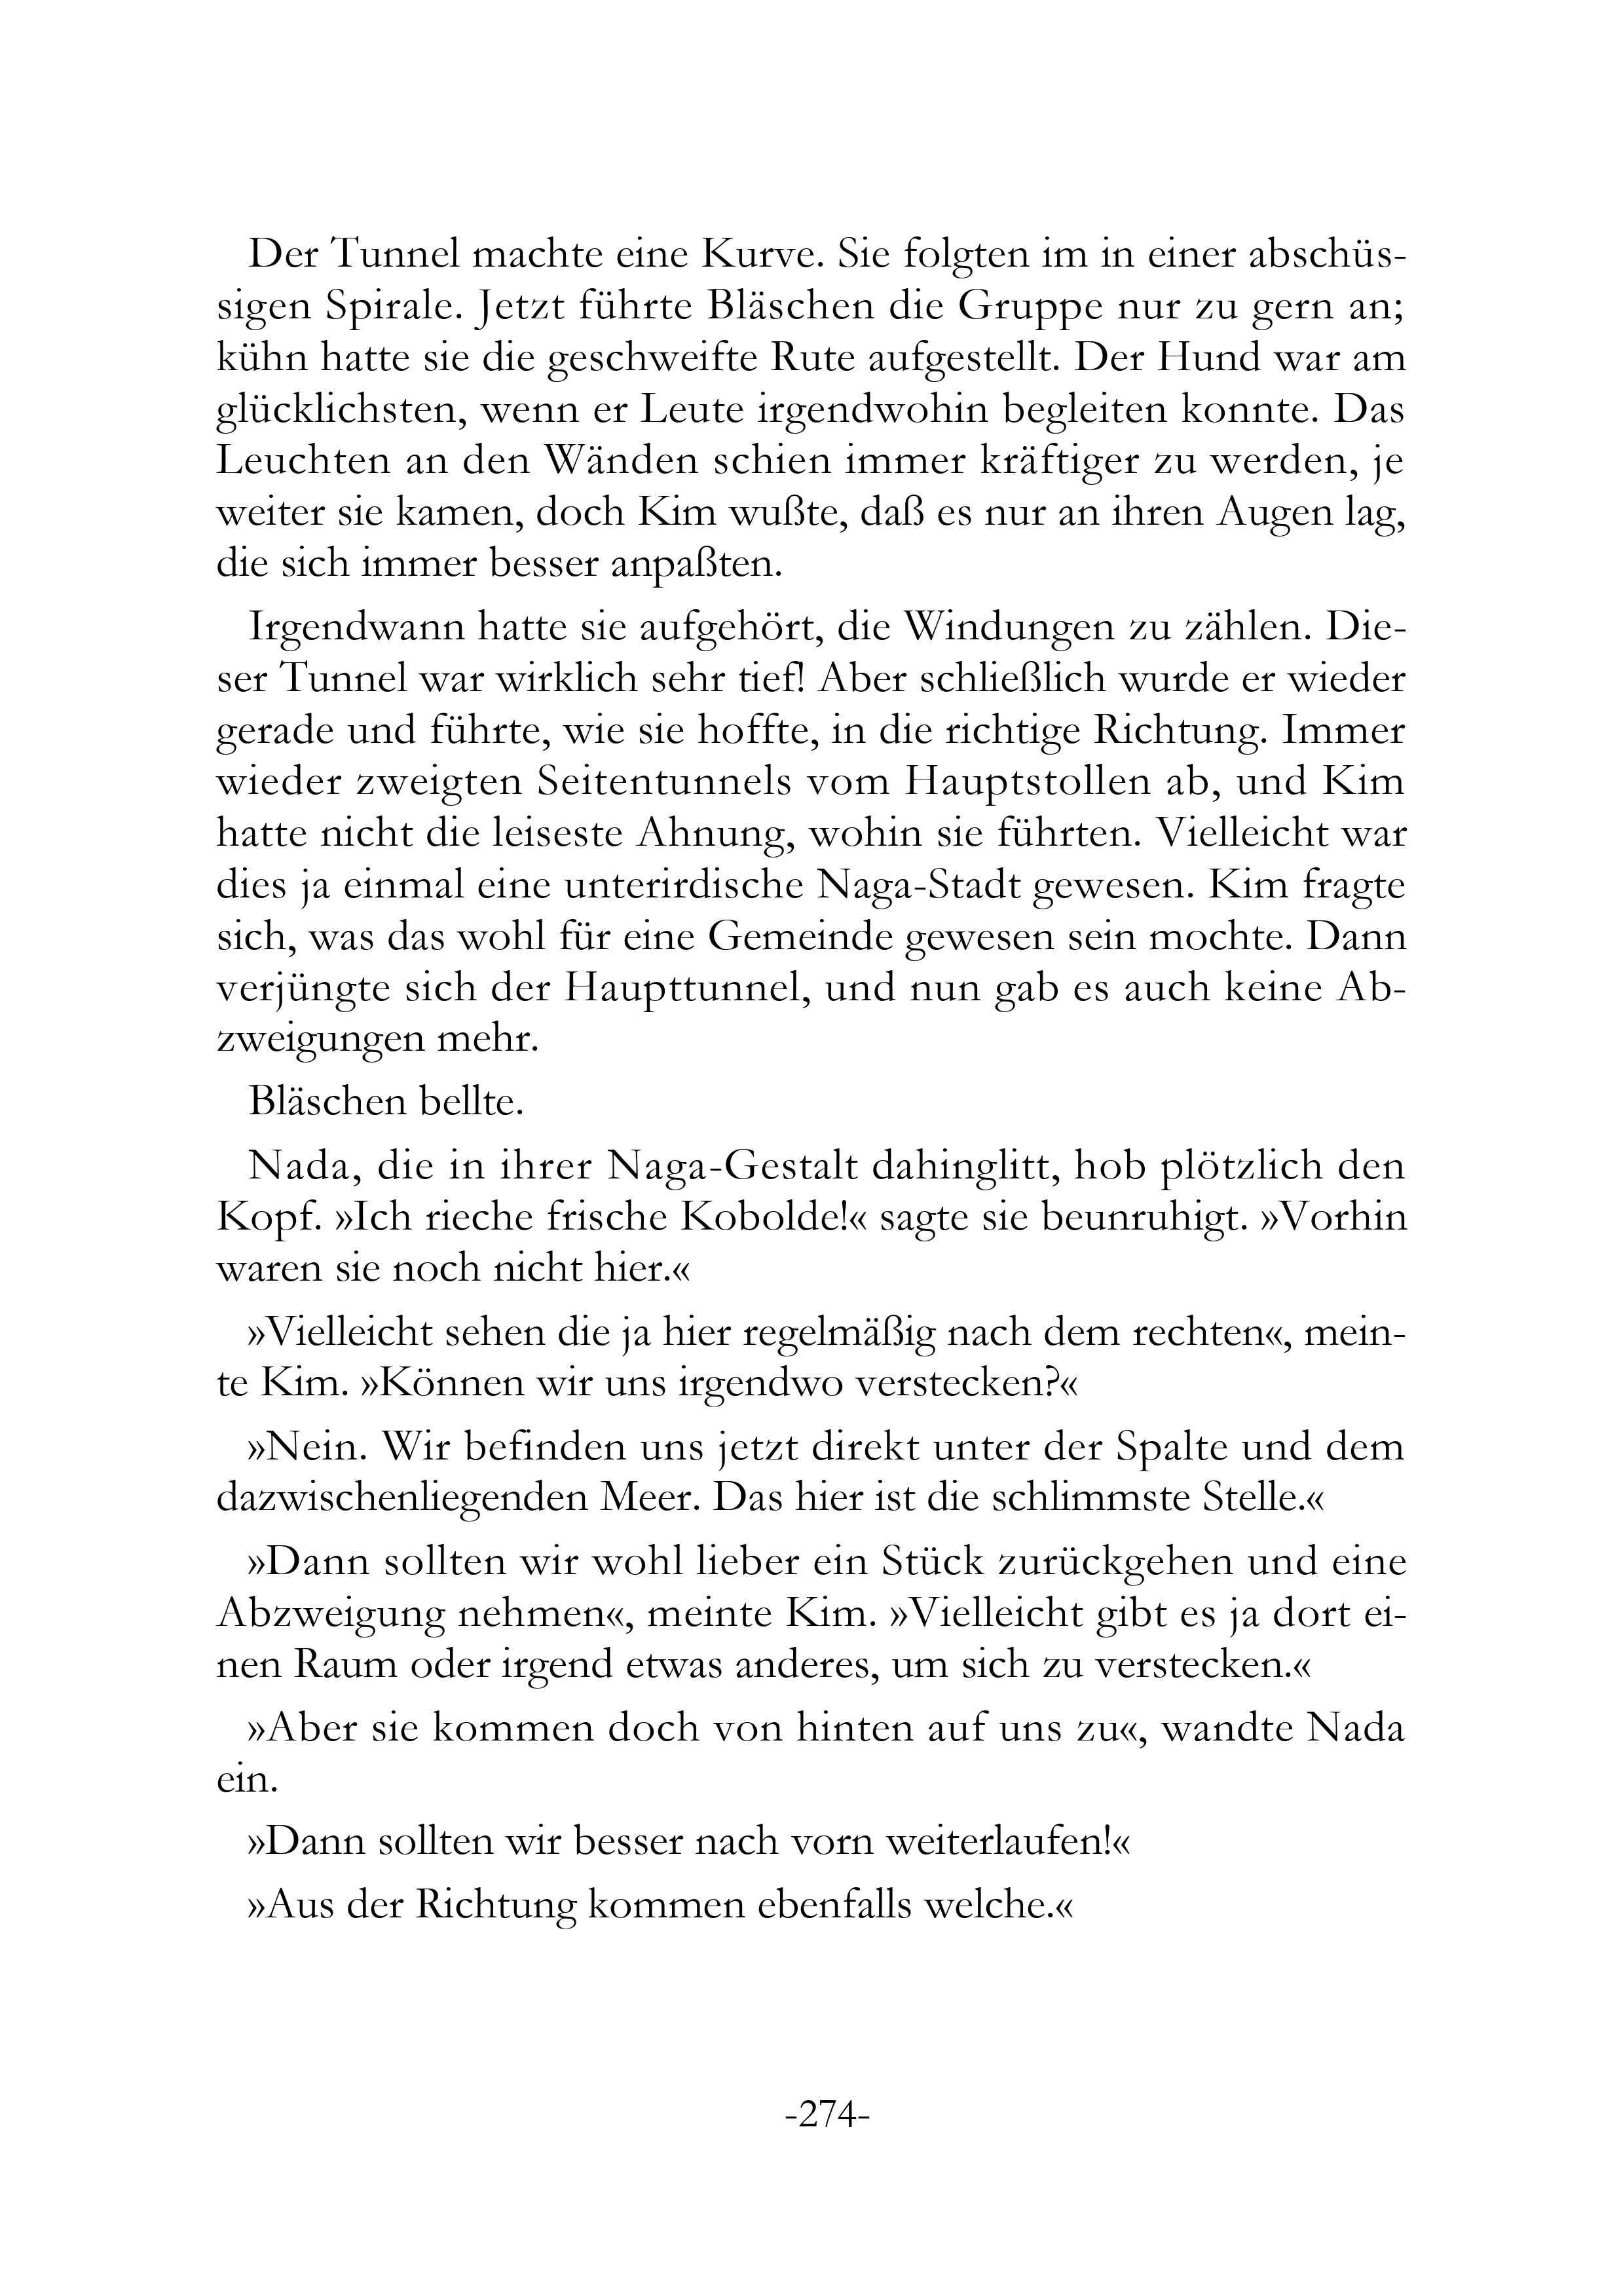 Der Tunnel machte eine Kurve. Sie folgten im in einer abschüs-
sigen Spirale. Jetzt führte Bläschen die Gruppe nur zu gern an;
kühn hatte sie die geschweifte Rute aufgestellt. Der Hund war am
glücklichsten, wenn er Leute irgendwohin begleiten konnte. Das
Leuchten an den Wänden schien immer kräftiger zu werden, je
weiter sie kamen, doch Kim wußte, daß es nur an ihren Augen lag,
die sich immer besser anpaßten.
Irgendwann hatte sie aufgehört, die Windungen zu zählen. Die-
ser Tunnel war wirklich sehr tief! Aber schließlich wurde er wieder
gerade und führte, wie sie hoffte, in die richtige Richtung. Immer
wieder zweigten Seitentunnels vom Hauptstollen ab, und Kim
hatte nicht die leiseste Ahnung, wohin sie führten. Vielleicht war
dies ja einmal eine unterirdische Naga-Stadt gewesen. Kim fragte
sich, was das wohl für eine Gemeinde gewesen sein mochte. Dann
verjüngte sich der Haupttunnel, und nun gab es auch keine Ab-
zweigungen mehr.
Bläschen bellte.
Nada, die in ihrer Naga-Gestalt dahinglitt, hob plötzlich den
Kopf. »Ich rieche frische Kobolde!« sagte sie beunruhigt. »Vorhin
waren sie noch nicht hier.«
»Vielleicht sehen die ja hier regelmäßig nach dem rechten«, mein-
te Kim. »Können wir uns irgendwo verstecken?«
»Nein. Wir befinden uns jetzt direkt unter der Spalte und dem
dazwischenliegenden Meer. Das hier ist die schlimmste Stelle.«
»Dann sollten wir wohl lieber ein Stück zurückgehen und eine
Abzweigung nehmen«, meinte Kim. »Vielleicht gibt es ja dort ei-
nen Raum oder irgend etwas anderes, um sich zu verstecken.«
»Aber sie kommen doch von hinten auf uns zu«, wandte Nada
ein.
»Dann sollten wir besser nach vorn weiterlaufen!«
»Aus der Richtung kommen ebenfalls welche.«
-274-